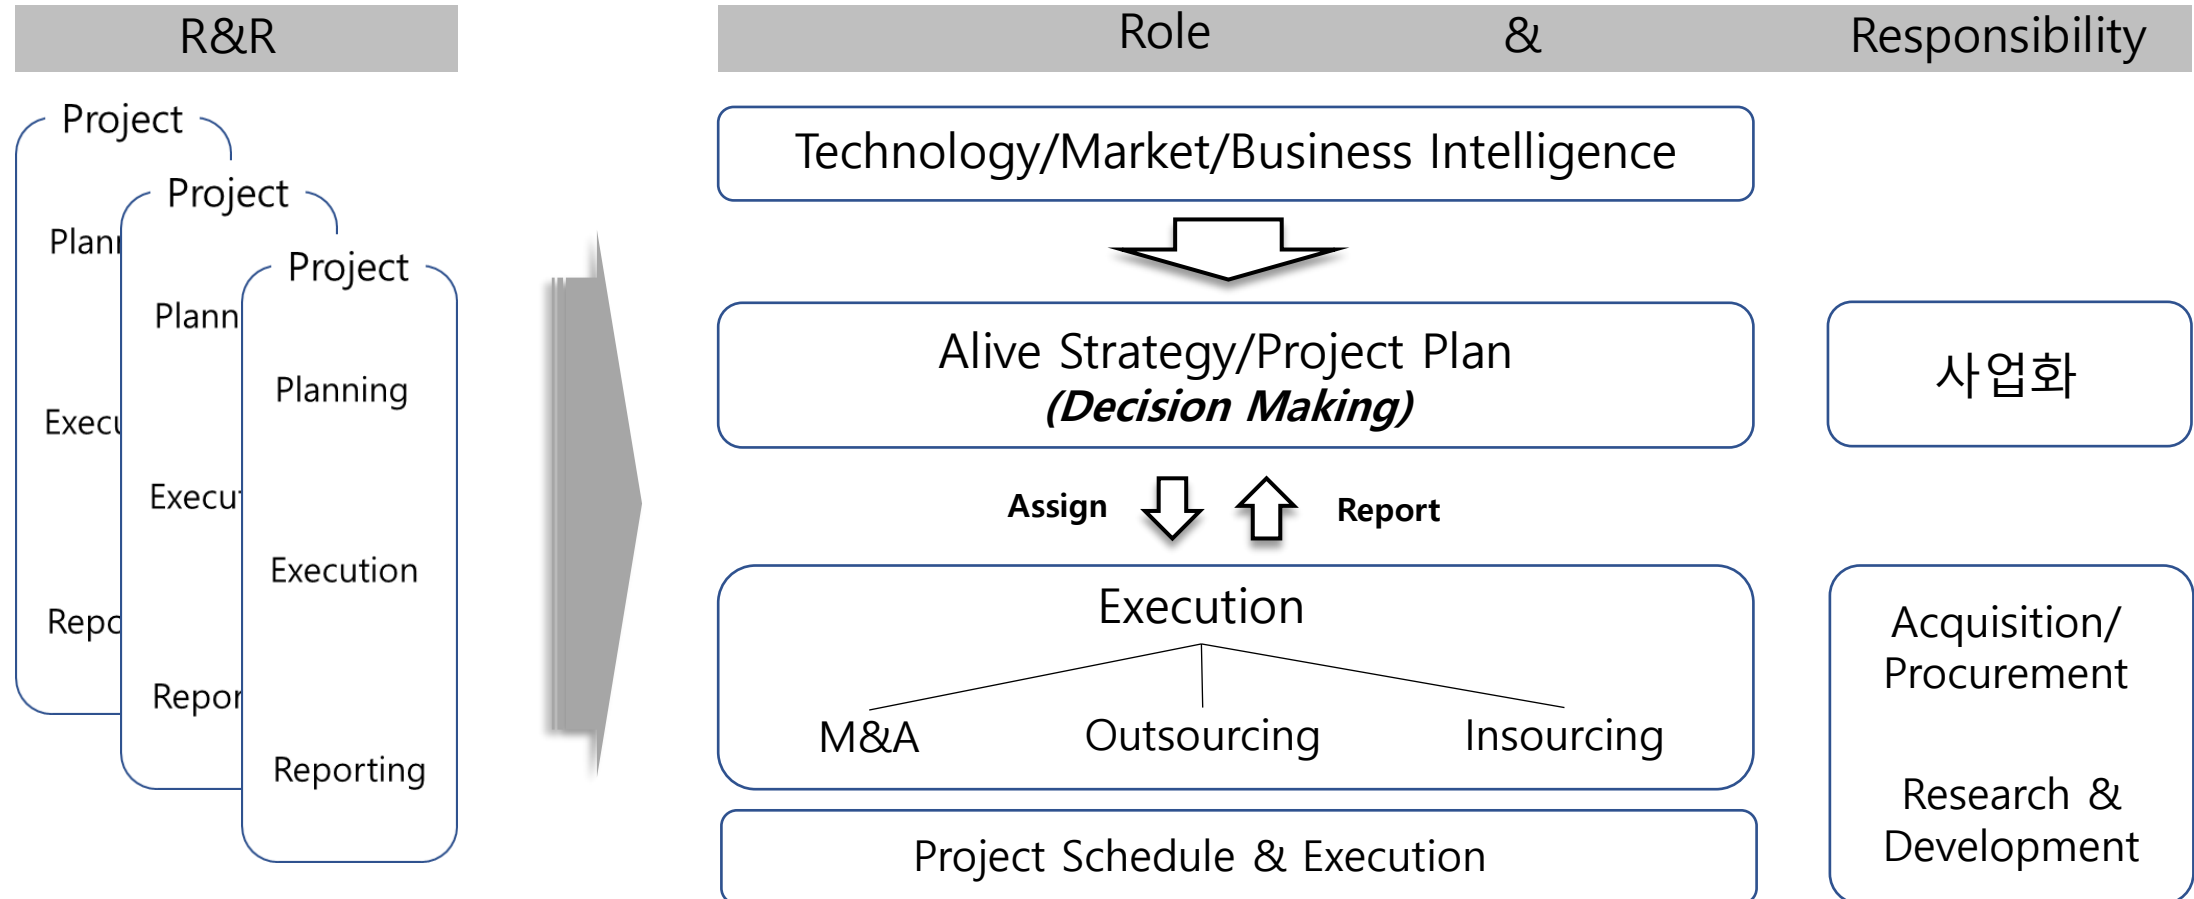 R&R
Project
Project
Project
Planning
Execution
Reporting
Role & Responsibility
Technology/Market/Business Intelligence
Alive Strategy/Project Plan
(Decision Making)
사업화
Assign
Report
Execution
M&A
Outsourcing
Insourcing
Acquisition/
Procurement
Research &
Development
Project Schedule & Execution